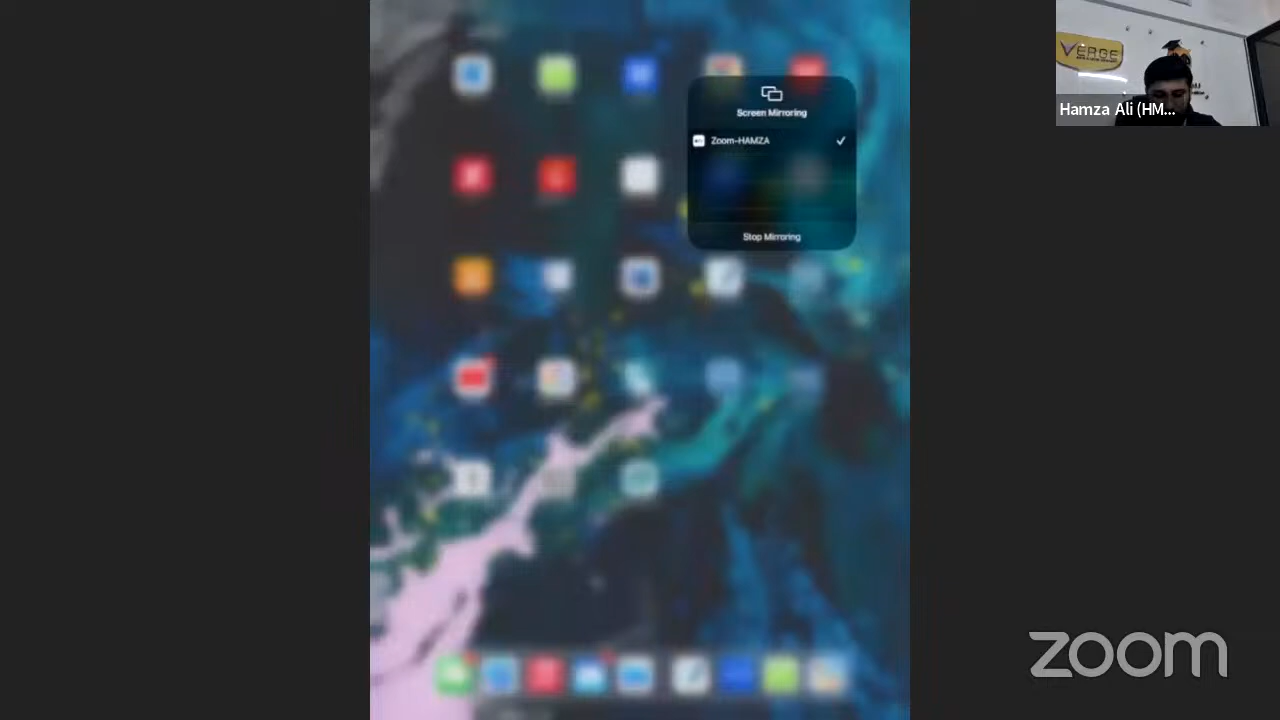 Screen Mirroring
Zoom-HAMZA
Stop Mirroring
VERGE
Hamza Ali (HM...
zoom